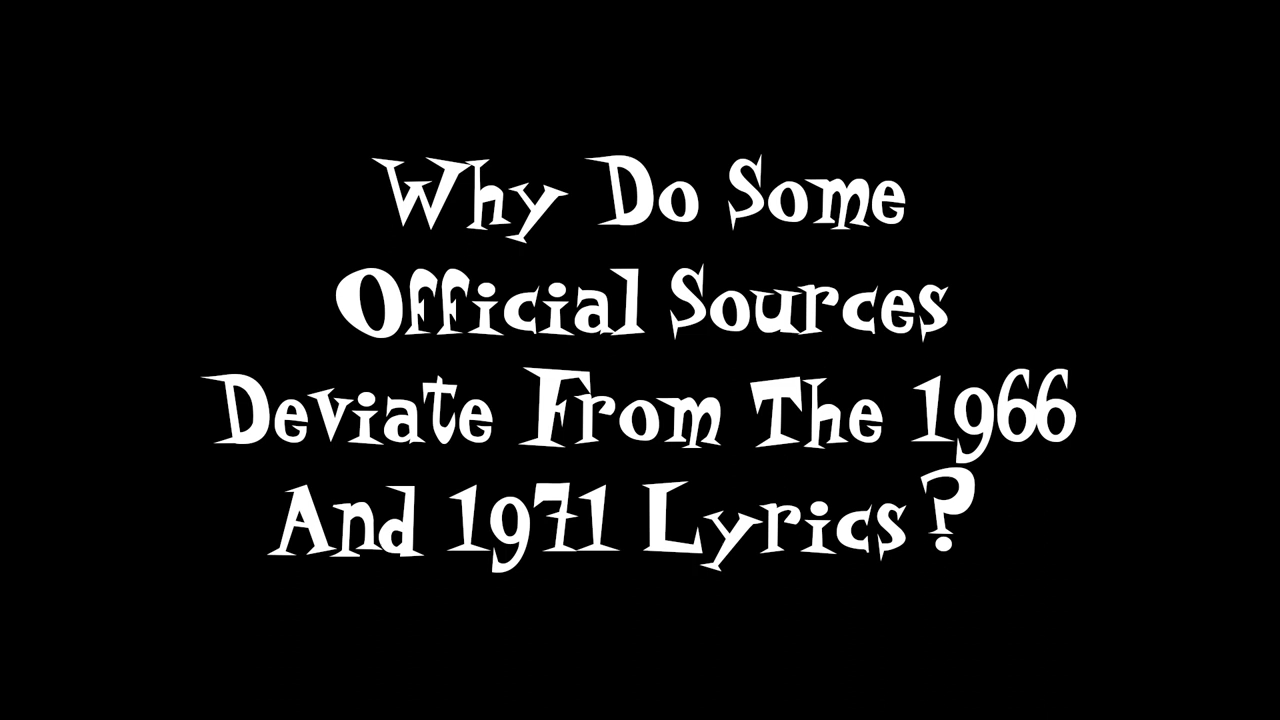 Why Do Some
Official Sources
Deviate From The 1966
And 1971 Lyrics?